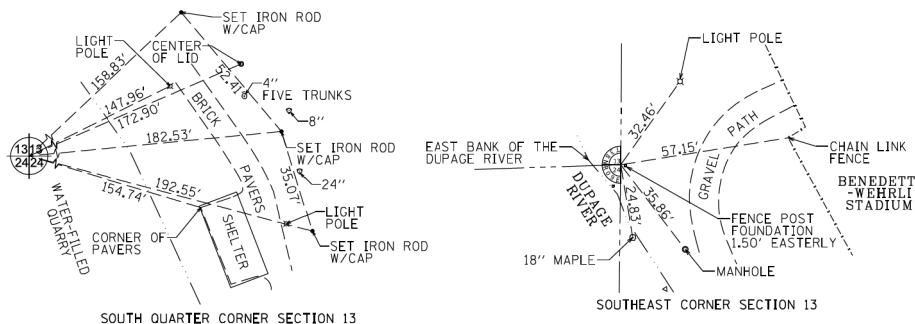 SET IRON ROD
W/CAP
LIGHT
POLE
CENTER
OF LID
158.83'
52.41'
4"
FIVE TRUNKS
147.96'
172.90'
BRICK
8"
182.53'
1313
2424
SET IRON ROD
W/CAP
192.55'
154.74'
PAVERS
35.07'
24"
WATER-FILLED
QUARRY
CORNER OF
PAVERS
SHELTER
LIGHT
POLE
SET IRON ROD
W/CAP
SOUTH QUARTER CORNER SECTION 13
LIGHT POLE
32.46'
EAST BANK OF THE
DUPAGE RIVER
PATH
57.15'
GRAVEL
CHAIN LINK
FENCE
DUPAGE
RIVER
24.83'
35.86'
BENEDETT
-WEHRLI
STADIUM
FENCE POST
FOUNDATION
1.50' EASTERLY
18" MAPLE
MANHOLE
SOUTHEAST CORNER SECTION 13